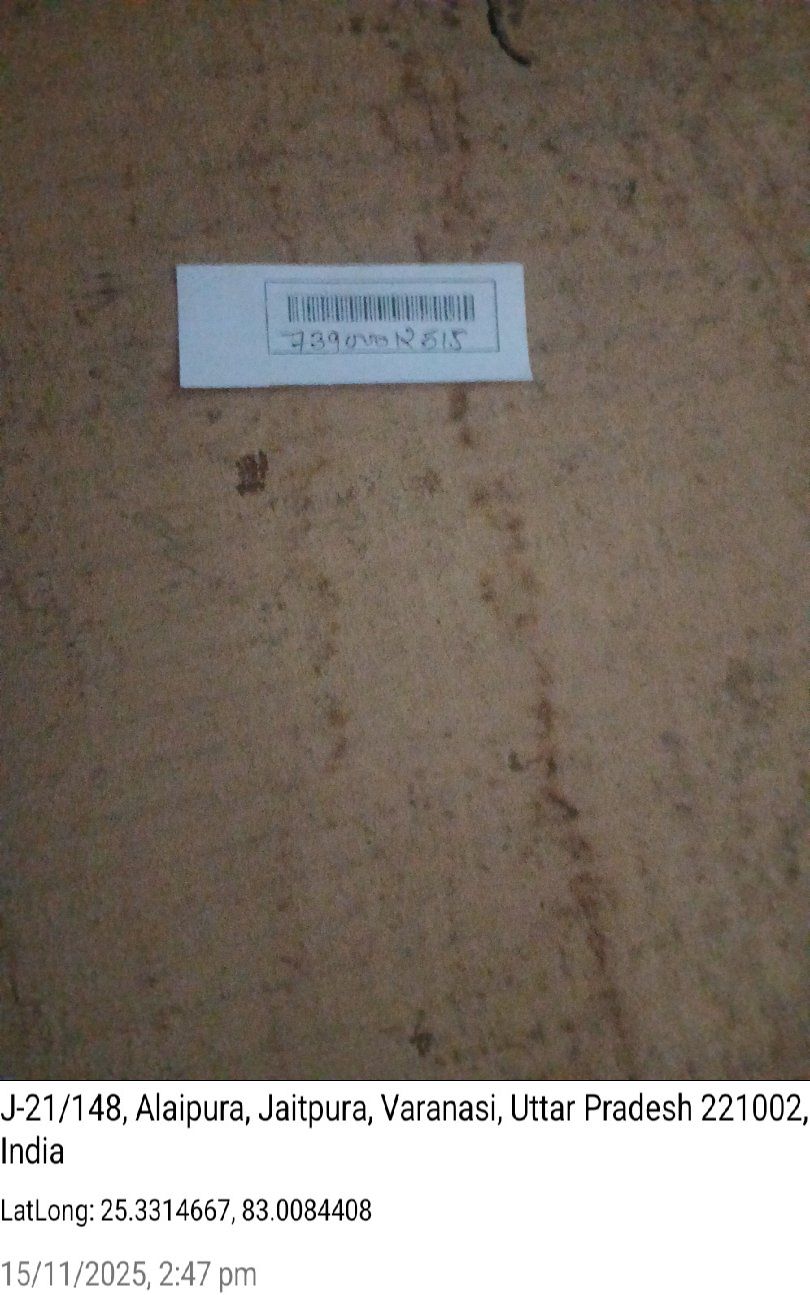 J-21/148, Alaipura, Jaitpura, Varanasi, Uttar Pradesh 221002,
India
LatLong: 25.3314667, 83.0084408
15/11/2025, 2:47 pm